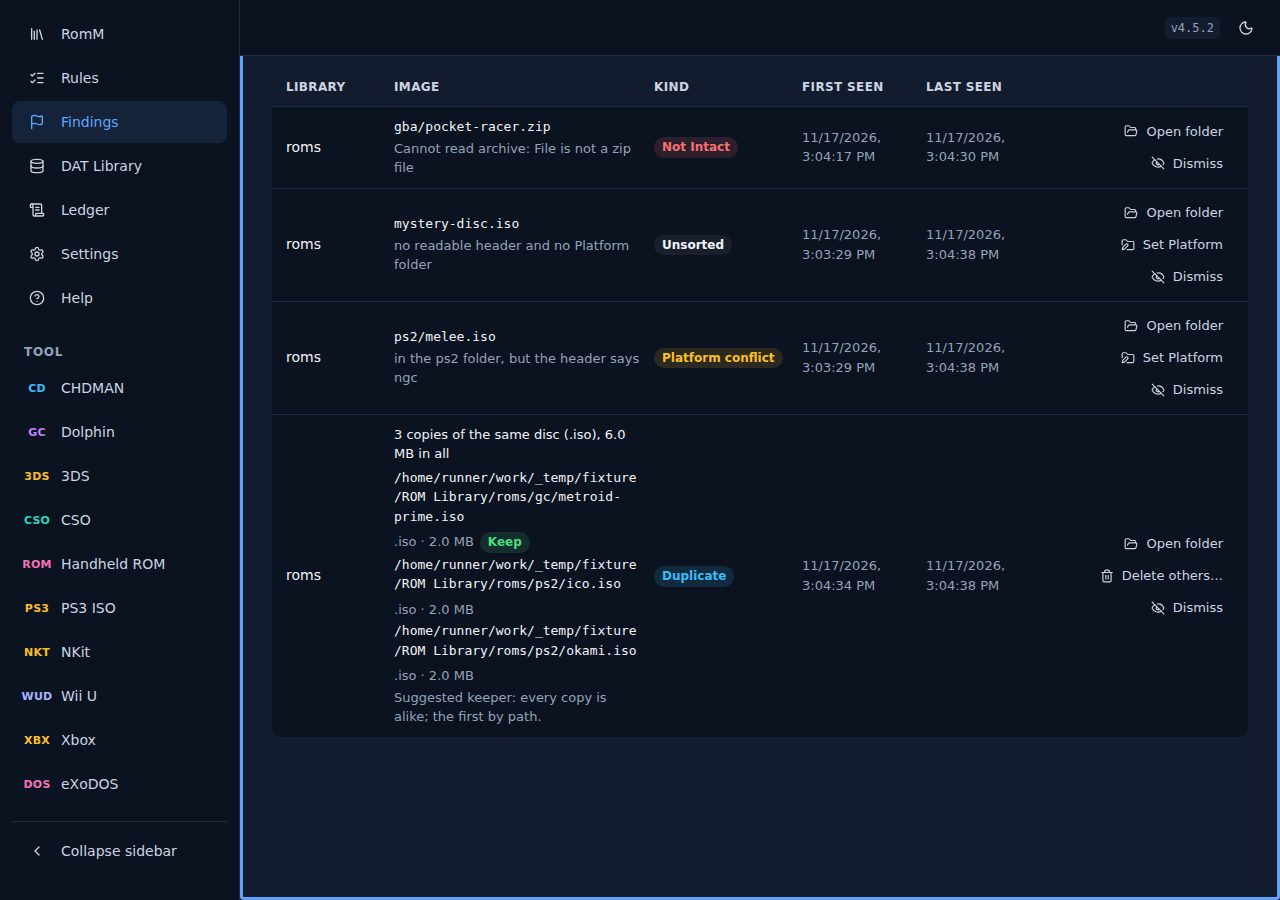 RomM
Rules
Findings
DAT Library
Ledger
Settings
Help
TOOL
CD CHDMAN
GC Dolphin
3DS 3DS
CSO CSO
ROM Handheld ROM
PS3 PS3 ISO
NKT NKit
WUD Wii U
XBX Xbox
DOS eXoDOS
Collapse sidebar
v4.5.2
LIBRARY IMAGE KIND FIRST SEEN LAST SEEN
roms
gba/pocket-racer.zip
Cannot read archive: File is not a zip
file
Not Intact
11/17/2026,
3:04:17 PM
11/17/2026,
3:04:30 PM
Open folder
Dismiss
roms
mystery-disc.iso
no readable header and no Platform
folder
Unsorted
11/17/2026,
3:03:29 PM
11/17/2026,
3:04:38 PM
Open folder
Set Platform
Dismiss
roms
ps2/melee.iso
in the ps2 folder, but the header says
ngc
Platform conflict
11/17/2026,
3:03:29 PM
11/17/2026,
3:04:38 PM
Open folder
Set Platform
Dismiss
roms
3 copies of the same disc (.iso), 6.0
MB in all
/home/runner/work/_temp/fixture
/ROM Library/roms/gc/metroid-
prime.iso
.iso · 2.0 MB Keep
/home/runner/work/_temp/fixture
/ROM Library/roms/ps2/ico.iso
.iso · 2.0 MB
/home/runner/work/_temp/fixture
/ROM Library/roms/ps2/okami.iso
.iso · 2.0 MB
Suggested keeper: every copy is
alike; the first by path.
Duplicate
11/17/2026,
3:04:34 PM
11/17/2026,
3:04:38 PM
Open folder
Delete others…
Dismiss